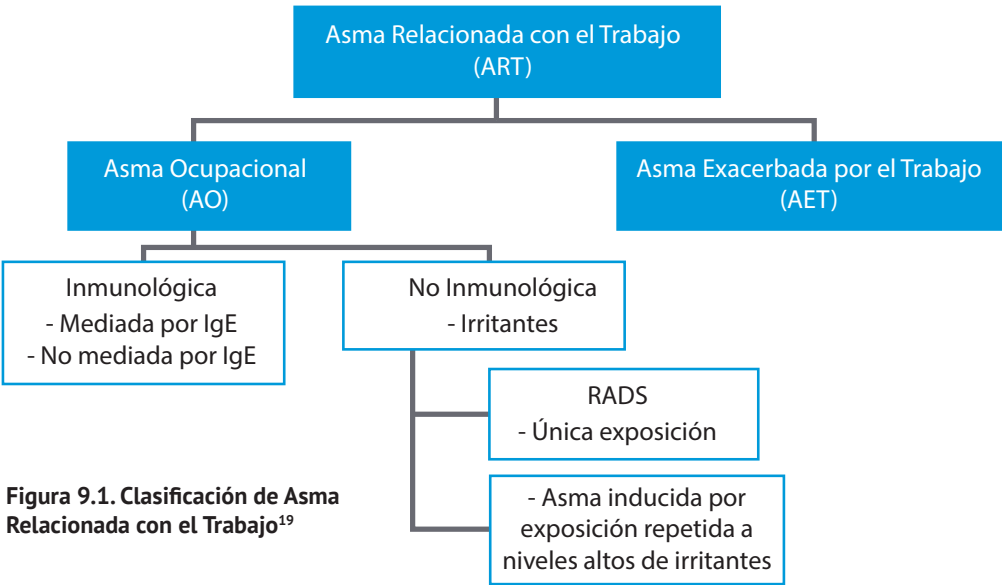 Asma Relacionada con el Trabajo
(ART)
Asma Ocupacional
(AO)
Asma Exacerbada por el Trabajo
(AET)
Inmunológica
- Mediada por IgE
- No mediada por IgE
No Inmunológica
- Irritantes
RADS
- Única exposición
- Asma inducida por
exposición repetida a
niveles altos de irritantes
Figura 9.1. Clasificación de Asma
Relacionada con el Trabajo¹⁹